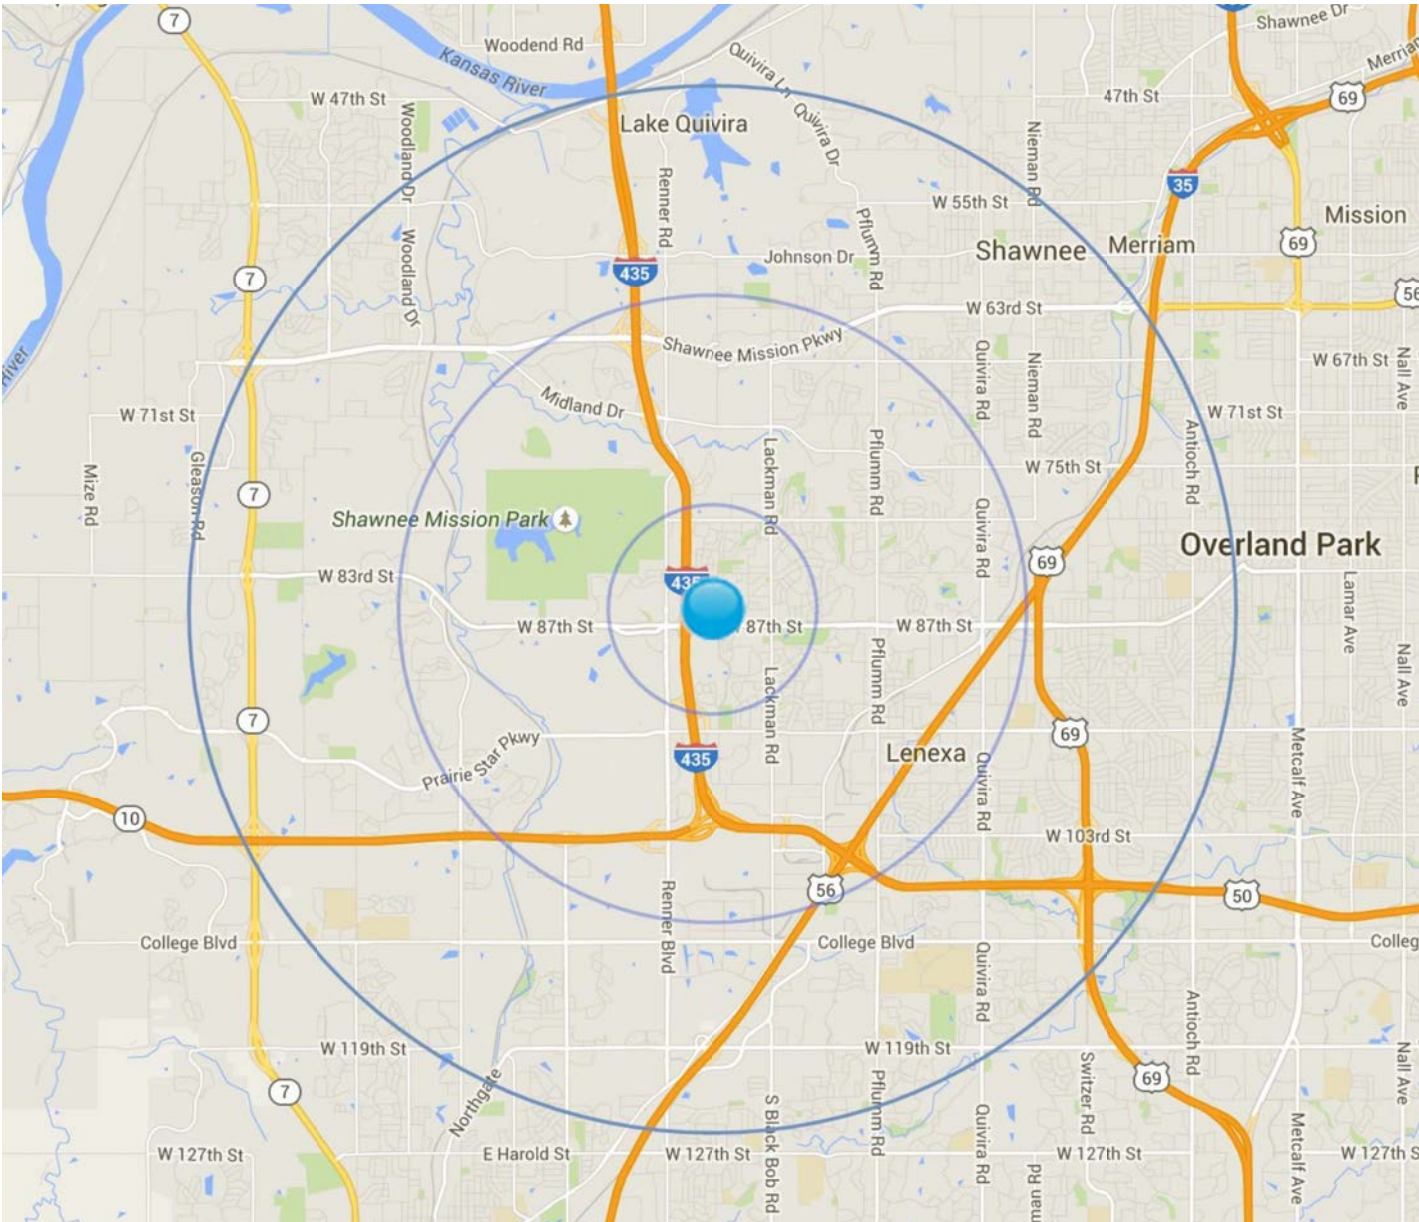 7
Woodend Rd
Shawnee Dr
Kansas River
Quivira Ln
Merriam
W 47th St
47th St
69
Woodland Dr
Lake Quivira
Quivira Dr
Nieman Rd
35
Renner Rd
W 55th St
Mission
Pflumm Rd
Shawnee
Merriam
69
Woodland Dr
Johnson Dr
435
7
56
W 63rd St
River
Shawnee Mission Pkwy
Quivira Rd
Nieman Rd
W 67th St
Nall Ave
W 71st St
Midland Dr
W 71st St
Mize Rd
Gleason Rd
Lackman Rd
Pflumm Rd
W 75th St
Antioch Rd
7
Shawnee Mission Park
Quivira Rd
Overland Park
69
W 83rd St
435
Lamar Ave
W 87th St
87th St
W 87th St
Pflumm Rd
Nall Ave
Lackman Rd
7
69
Prairie Star Pkwy
435
Lenexa
Quivira Rd
Metcalf Ave
10
W 103rd St
56
50
Renner Blvd
College Blvd
College Blvd
Colleg
Quivira Rd
Antioch Rd
W 119th St
W 119th St
Nall Ave
7
Northgate
Pflumm Rd
Switzer Rd
69
S Black Bob Rd
Quivira Rd
Metcalf Ave
W 127th St
E Harold St
W 127th St
W 127th St
W 127th S